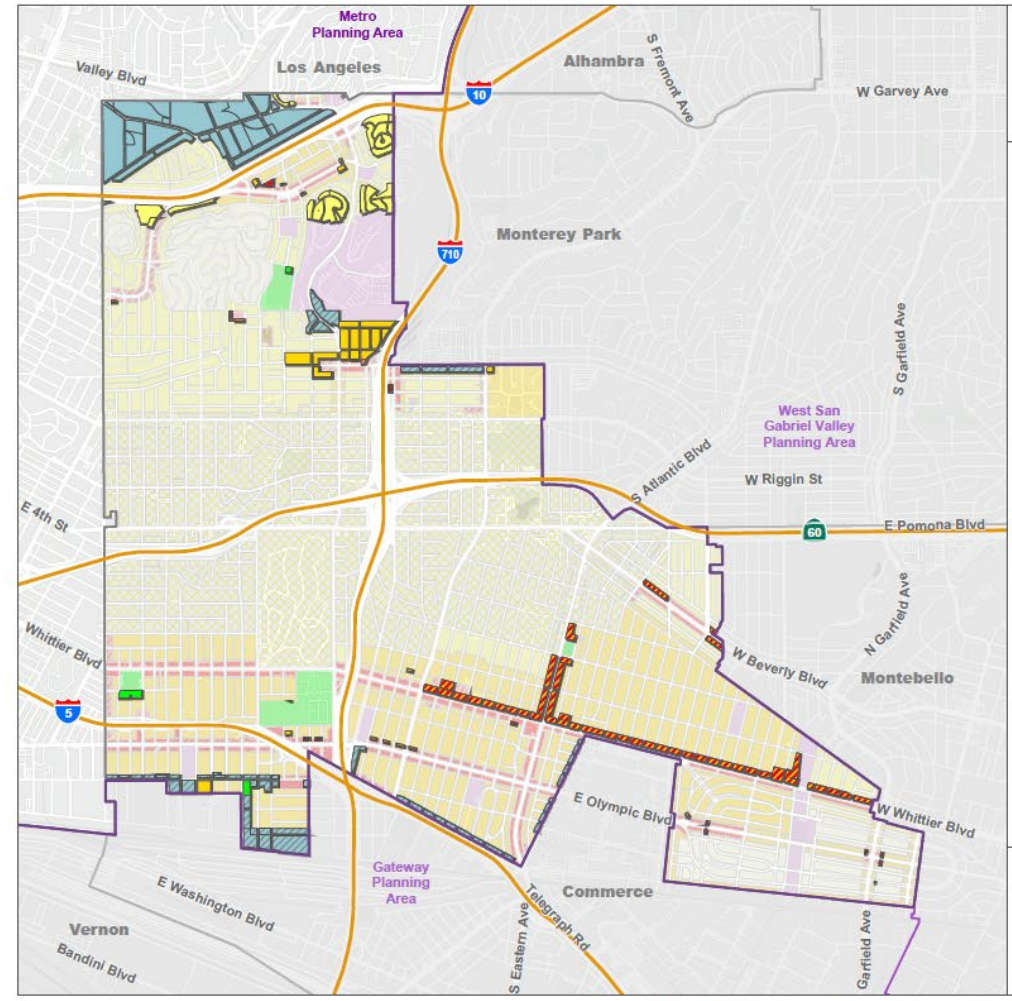 Metro
Planning Area
Los Angeles
Alhambra
Valley Blvd
S Fremont Ave
W Garvey Ave
10
Monterey Park
710
S Garfield Ave
West San
Gabriel Valley
Planning Area
S Atlantic Blvd
W Riggin St
E 4th St
60
E Pomona Blvd
Whittier Blvd
N Garfield Ave
W Beverly Blvd
Montebello
5
E Olympic Blvd
W Whittier Blvd
Gateway
Planning
Area
E Washington Blvd
Commerce
Telegraph Rd
S Eastern Ave
Garfield Ave
Vernon
Bandini Blvd